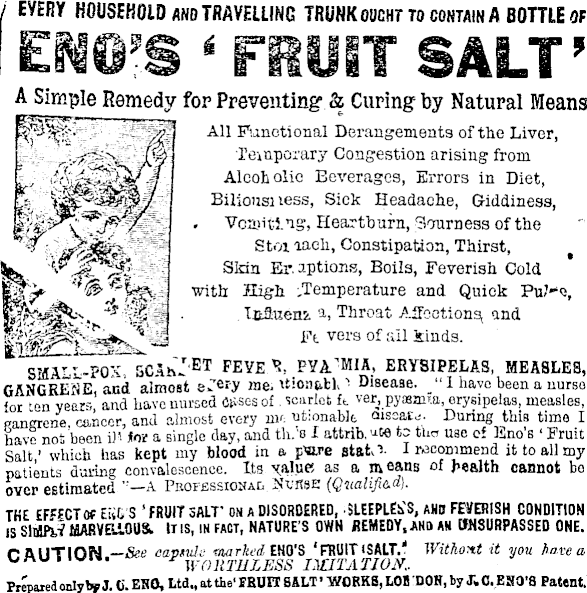 EVERY HOUSEHOLD AND TRAVELLING TRUNK OUGHT TO CONTAIN A BOTTLE OF
ENO'S 'FRUIT SALT'
A Simple Remedy for Preventing & Curing by Natural Means
All Functional Derangements of the Liver,
Temporary Congestion arising from
Alcoholic Beverages, Errors in Diet,
Biliousness, Sick Headache, Giddiness,
Vomiting, Heartburn, Sourness of the
Stomach, Constipation, Thirst,
Skin Eruptions, Boils, Feverish Cold
with High Temperature and Quick Pulse,
Influenza, Throat Affections and
Fevers of all kinds.
SMALL-POX, SCARLET FEVER, PYÆMIA, ERYSIPELAS, MEASLES,
GANGRENE, and almost every mentionable Disease. "I have been a nurse
for ten years, and have nursed cases of scarlet fever, pyæmia, erysipelas, measles,
gangrene, cancer, and almost every mentionable disease. During this time I
have not been ill for a single day, and this I attribute to the use of Eno's 'Fruit
Salt,' which has kept my blood in a pure state. I recommend it to all my
patients during convalescence. Its value as a means of health cannot be
over estimated"—A PROFESSIONAL NURSE (Qualified).
THE EFFECT OF ENO'S 'FRUIT SALT' ON A DISORDERED, SLEEPLESS, AND FEVERISH CONDITION
IS SIMPLY MARVELLOUS. IT IS, IN FACT, NATURE'S OWN REMEDY, AND AN UNSURPASSED ONE.
CAUTION.—See capsule marked ENO'S 'FRUIT SALT.' Without it you have a
WORTHLESS IMITATION.
Prepared only by J. C. ENO, Ltd., at the 'FRUIT SALT' WORKS, LONDON, by J. C. ENO'S Patent.